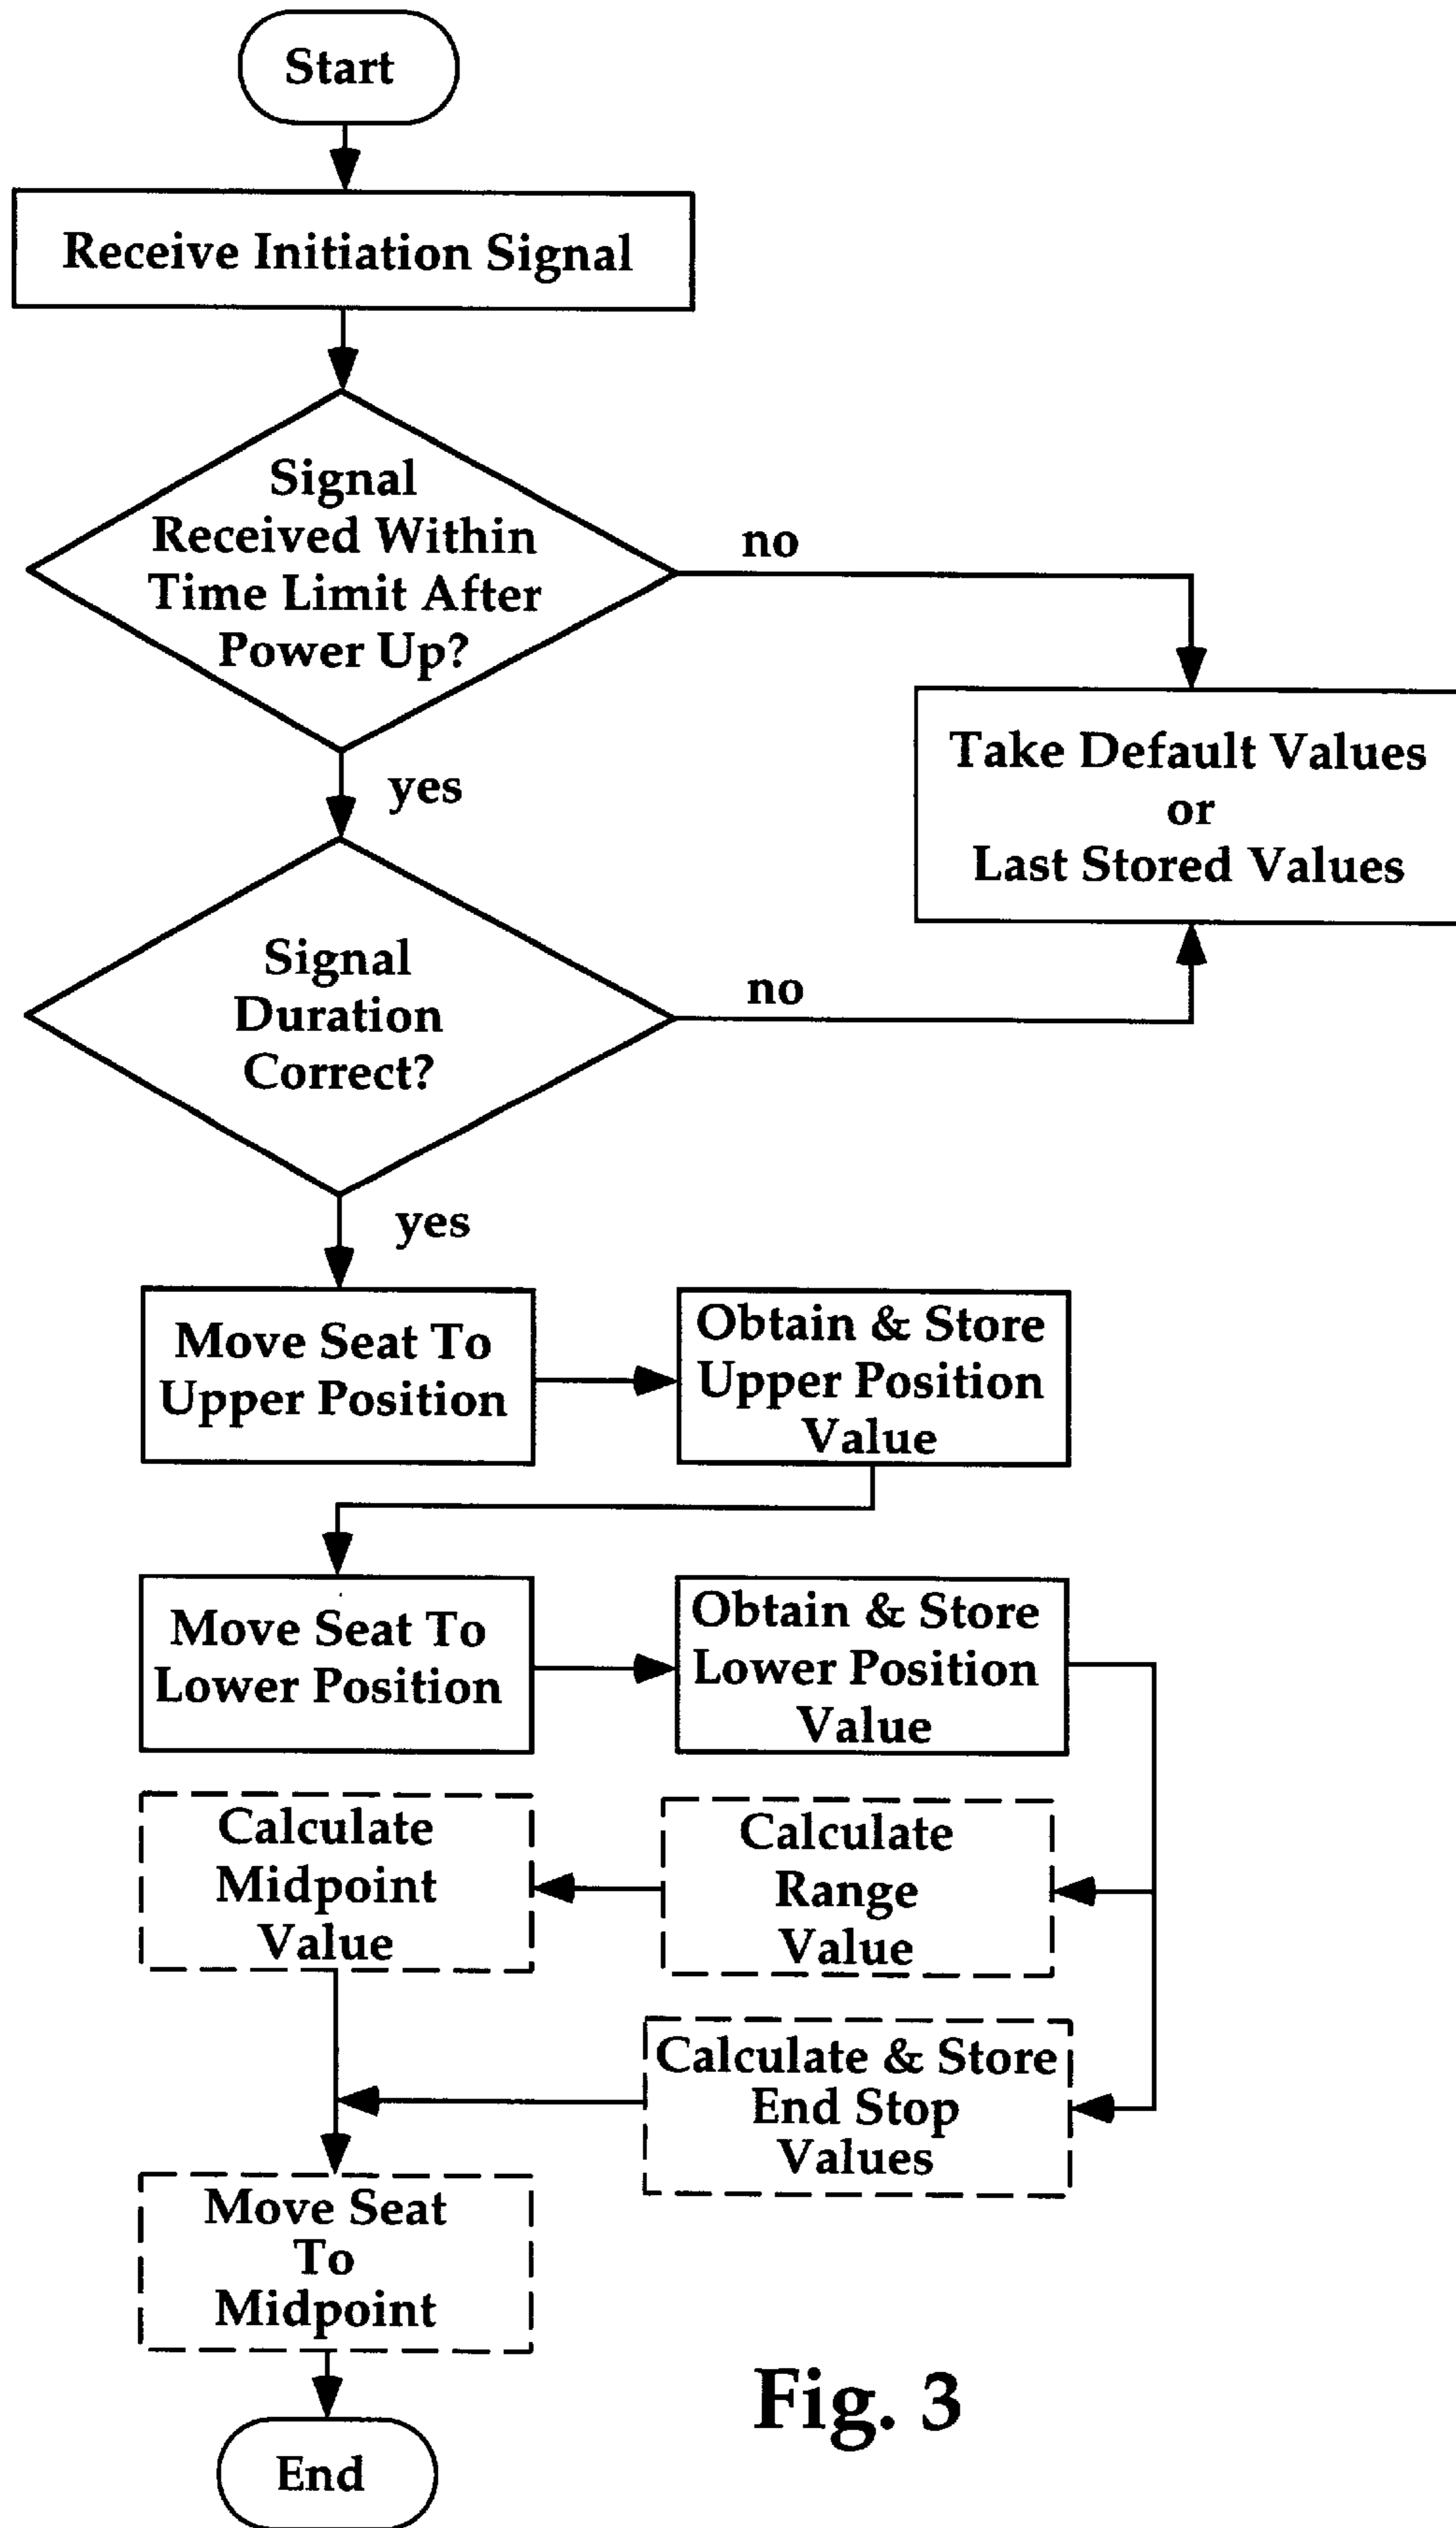 Start
Receive Initiation Signal
Signal
Received Within
Time Limit After
Power Up?
no
yes
Take Default Values
or
Last Stored Values
Signal
Duration
Correct?
no
yes
Move Seat To
Upper Position
Obtain & Store
Upper Position
Value
Move Seat To
Lower Position
Obtain & Store
Lower Position
Value
Calculate
Midpoint
Value
Calculate
Range
Value
Calculate & Store
End Stop
Values
Move Seat
To
Midpoint
End
Fig. 3